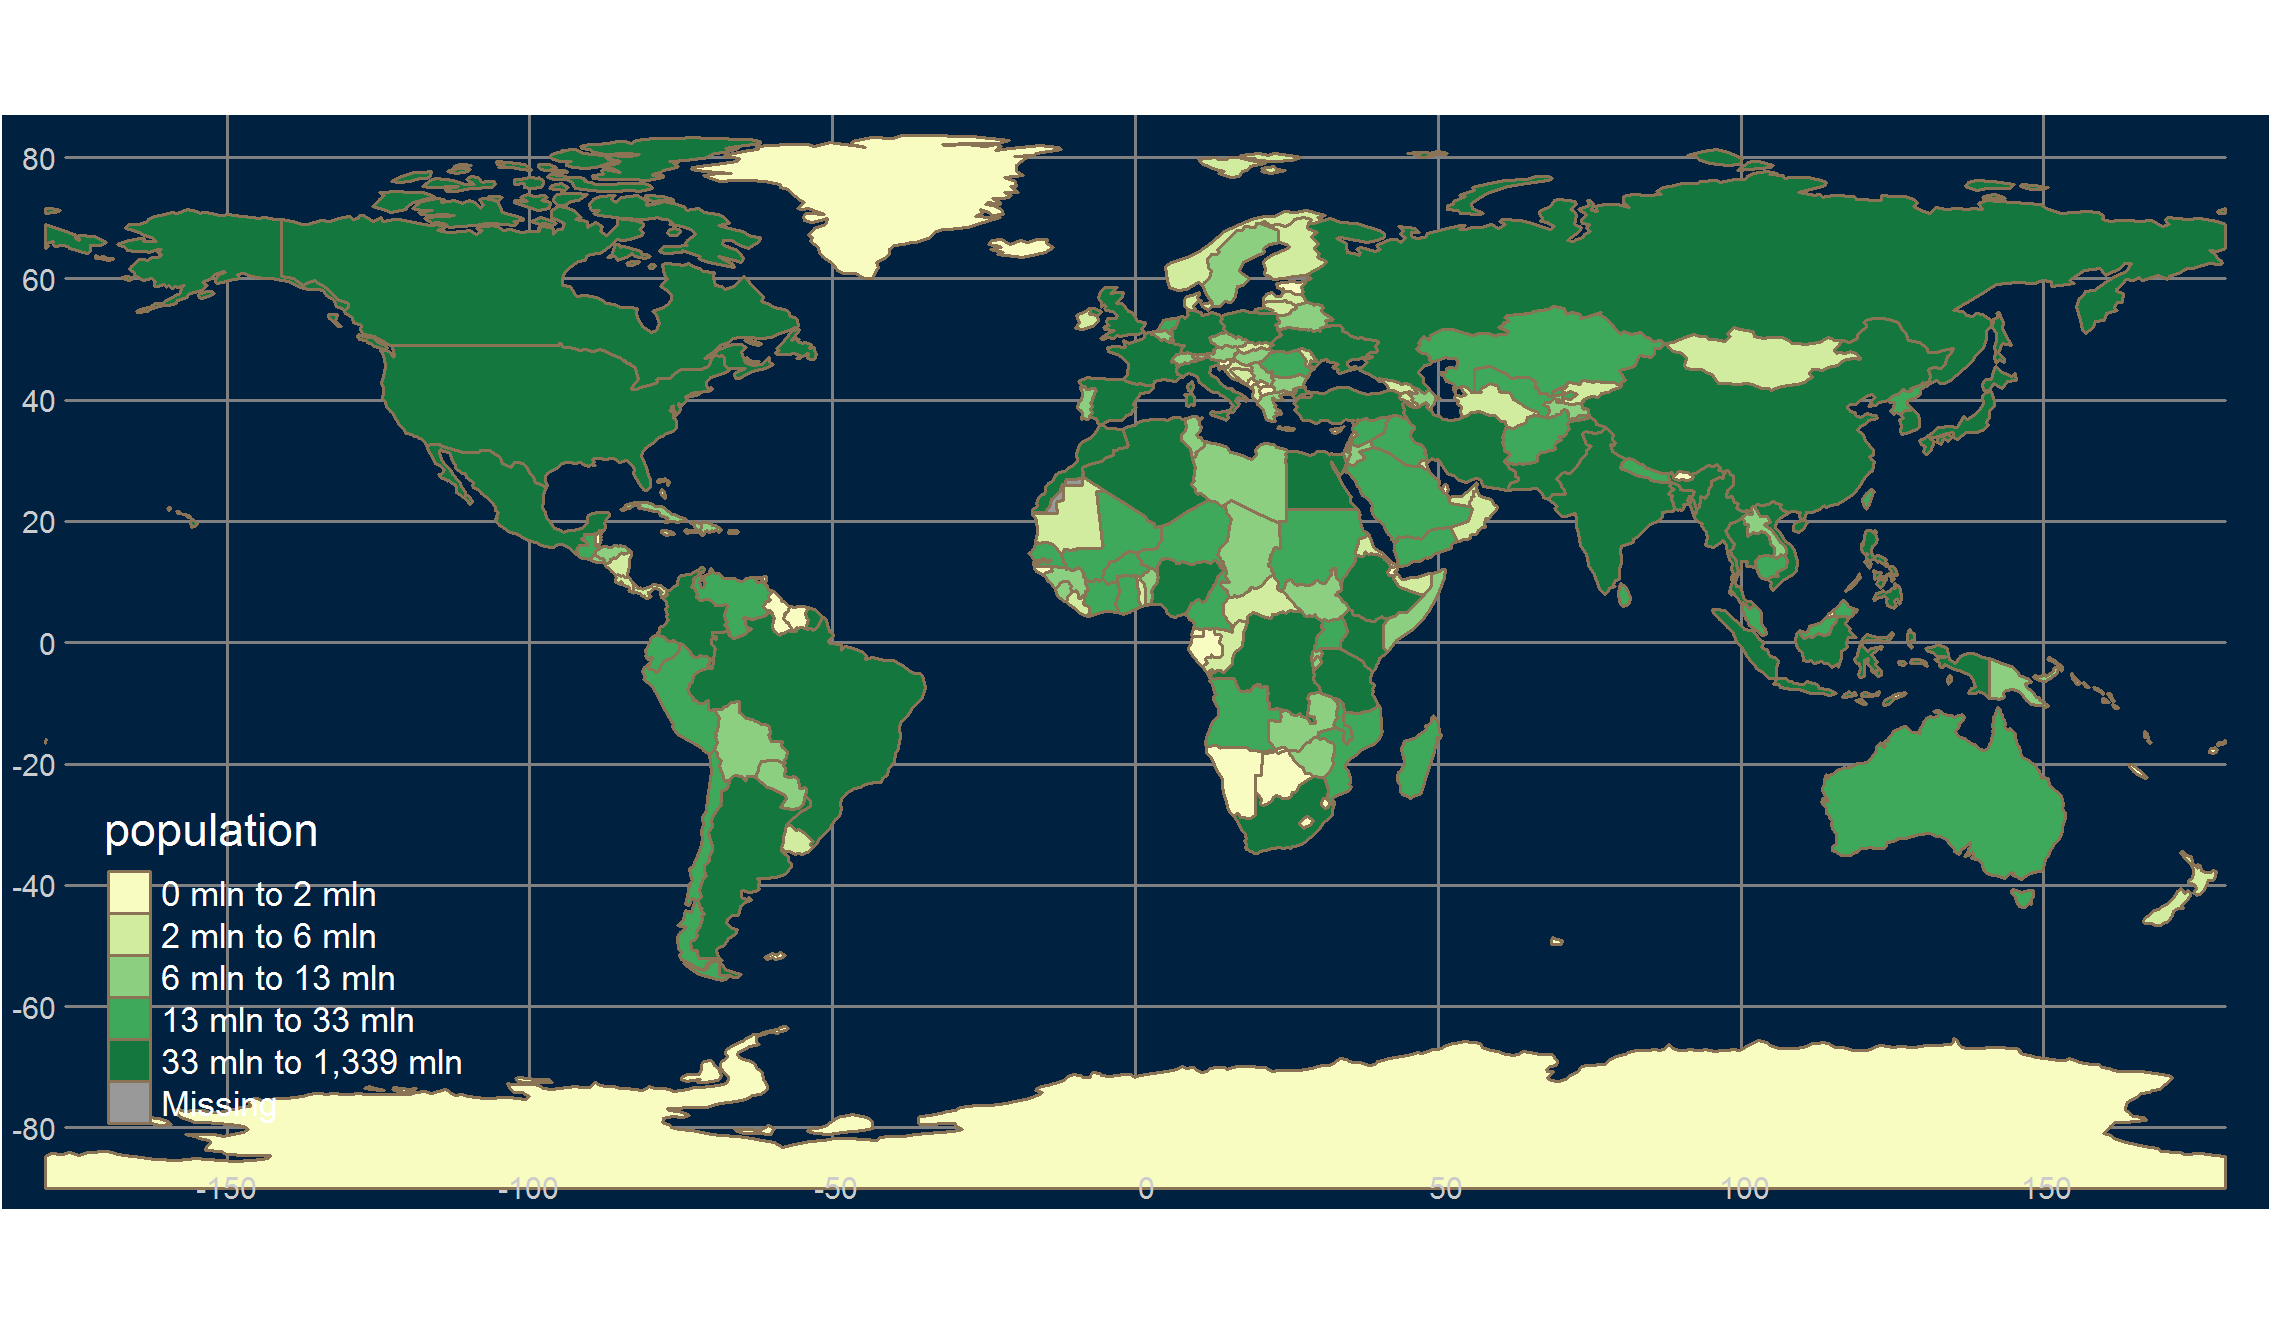 80
60
40
20
0
-20
-40
-60
-80
population
0 mln to 2 mln
2 mln to 6 mln
6 mln to 13 mln
13 mln to 33 mln
33 mln to 1,339 mln
Missing
-150 -100 -50 0 50 100 150